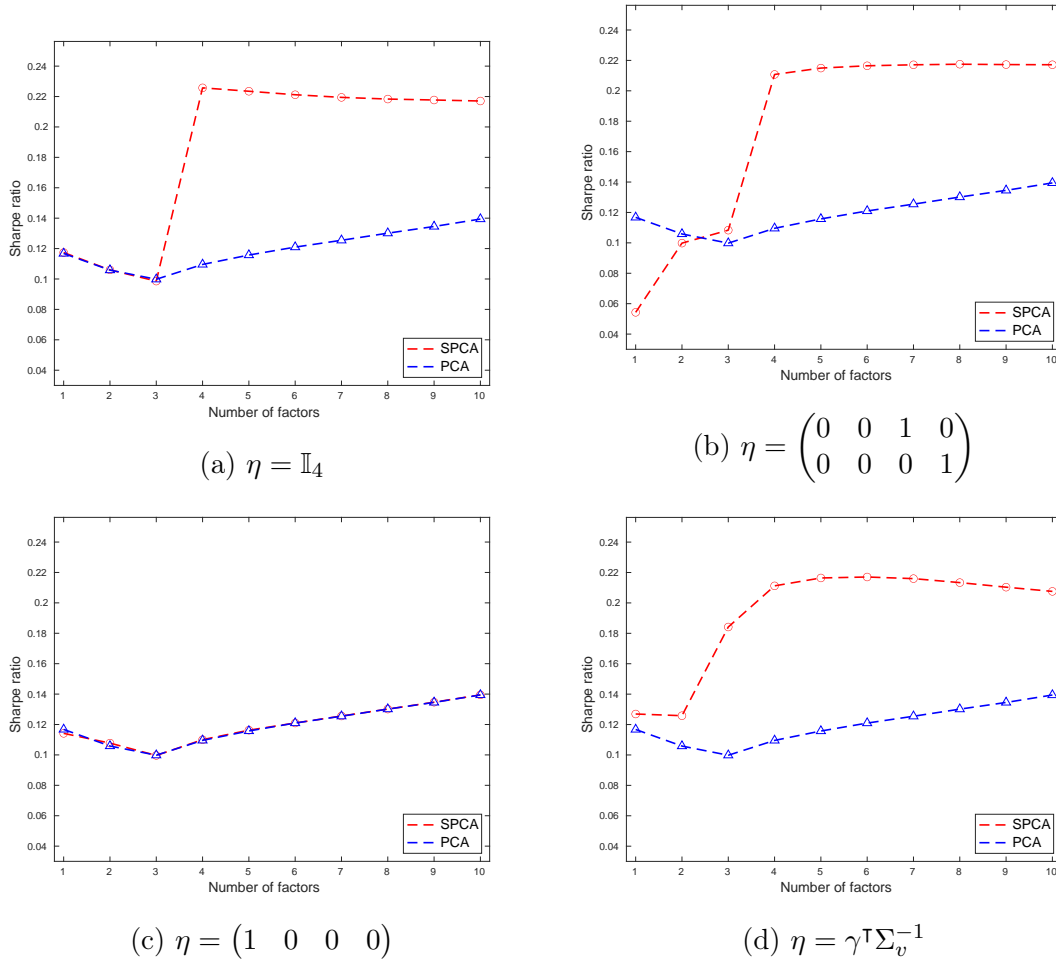 0.24
0.22
0.2
0.18
0.16
0.14
0.12
0.1
0.08
0.06
0.04
Sharpe ratio
1 2 3 4 5 6 7 8 9 10
Number of factors
SPCA
PCA
(a) η = 𝕀₄
0.24
0.22
0.2
0.18
0.16
0.14
0.12
0.1
0.08
0.06
0.04
Sharpe ratio
1 2 3 4 5 6 7 8 9 10
Number of factors
SPCA
PCA
(b) η = (0 0 1 0
0 0 0 1)
0.24
0.22
0.2
0.18
0.16
0.14
0.12
0.1
0.08
0.06
0.04
Sharpe ratio
1 2 3 4 5 6 7 8 9 10
Number of factors
SPCA
PCA
(c) η = (1 0 0 0)
0.24
0.22
0.2
0.18
0.16
0.14
0.12
0.1
0.08
0.06
0.04
Sharpe ratio
1 2 3 4 5 6 7 8 9 10
Number of factors
SPCA
PCA
(d) η = γ⊺Σᵥ⁻¹